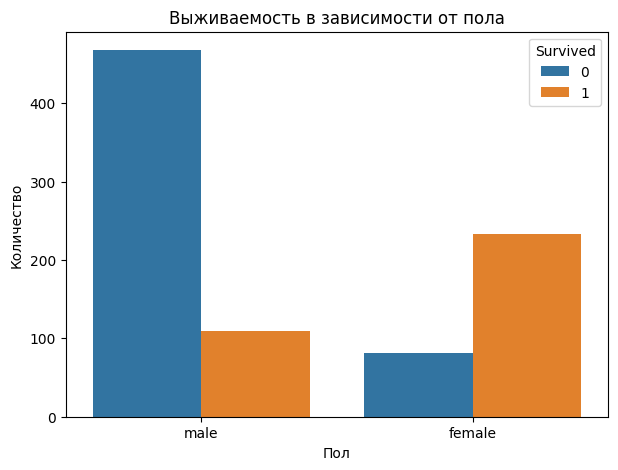 Выживаемость в зависимости от пола
Survived
0
1
Количество
400
300
200
100
0
male
female
Пол